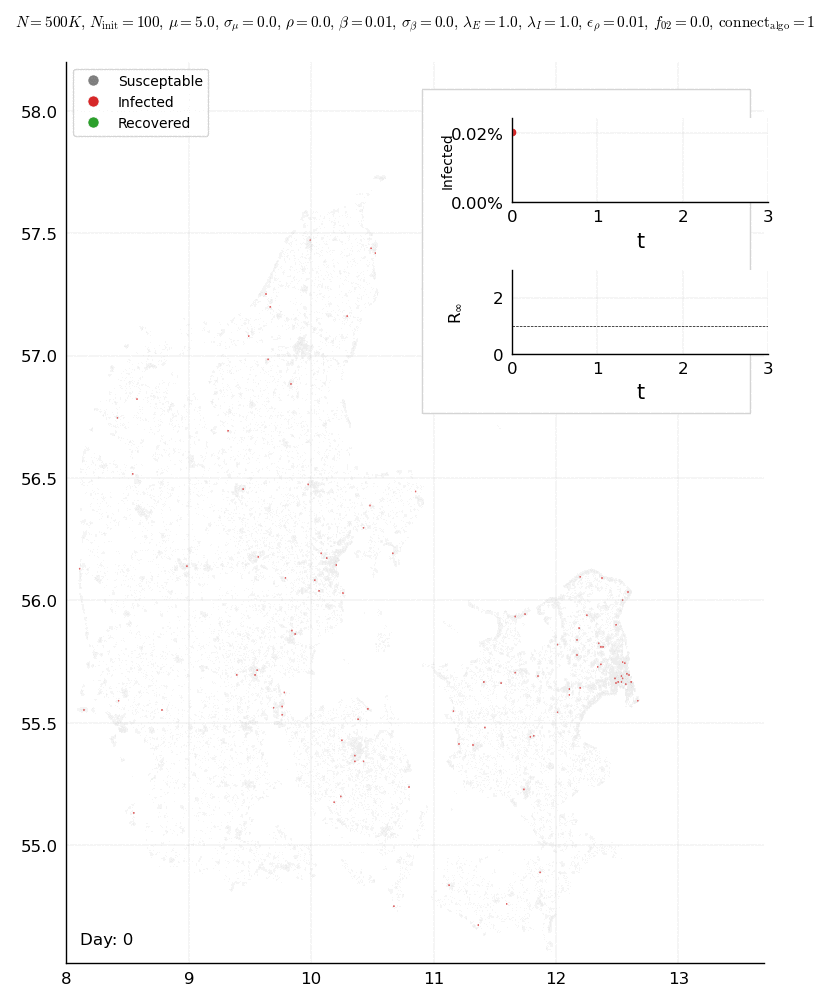 N = 500K, N_init = 100, μ = 5.0, σ_μ = 0.0, ρ = 0.0, β = 0.01, σ_β = 0.0, λ_E = 1.0, λ_I = 1.0, ϵ_ρ = 0.01, f_02 = 0.0, connect_algo = 1
Susceptable
Infected
Recovered
Infected
0.02%
0.00%
0 1 2 3
t
R∞
2
0
0 1 2 3
t
58.0
57.5
57.0
56.5
56.0
55.5
55.0
Day: 0
8 9 10 11 12 13